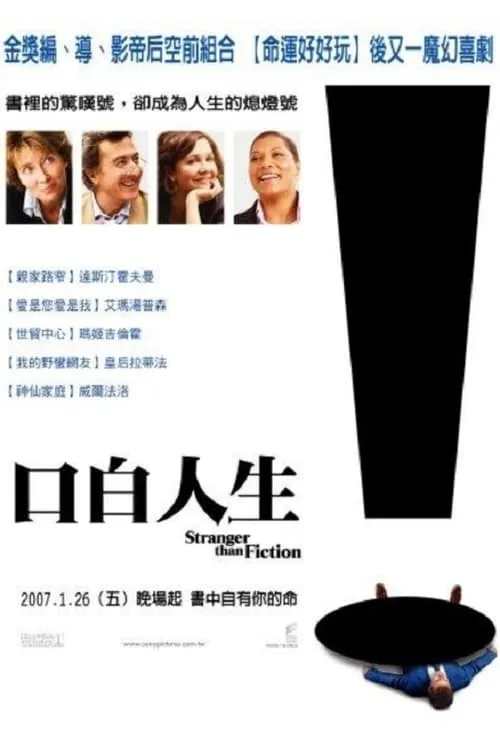 金獎編、導、影帝后空前組合 【命運好好玩】後又一魔幻喜劇
書裡的驚嘆號，卻成為人生的熄燈號
【親家路窄】達斯汀霍夫曼
【愛是您愛是我】艾瑪湯普森
【世貿中心】瑪姬吉倫霍
【我的野蠻網友】皇后拉蒂法
【神仙家庭】威爾法洛
口白人生
Stranger
than Fiction
2007.1.26（五）晚場起 書中自有你的命
www.sonypictures.com.tw